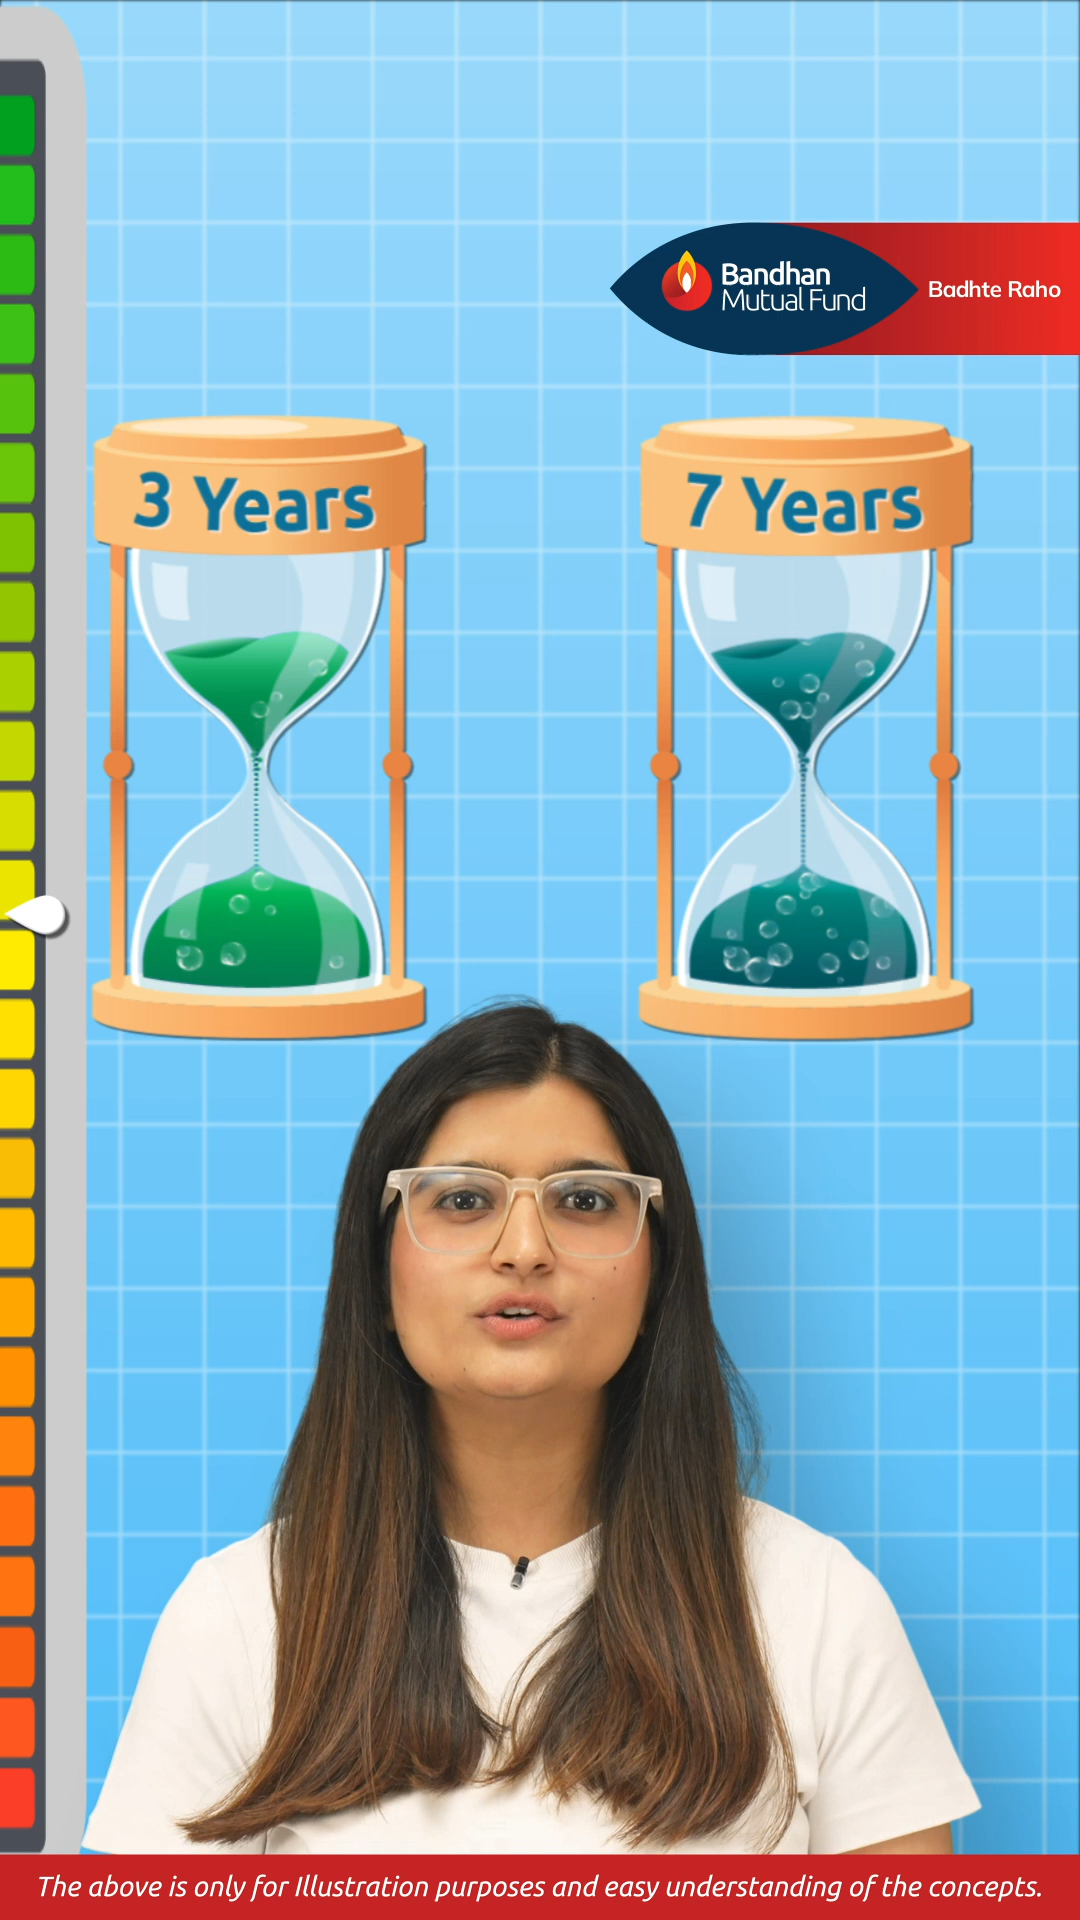 Bandhan
Mutual Fund
Badhte Raho
3 Years
7 Years
The above is only for Illustration purposes and easy understanding of the concepts.